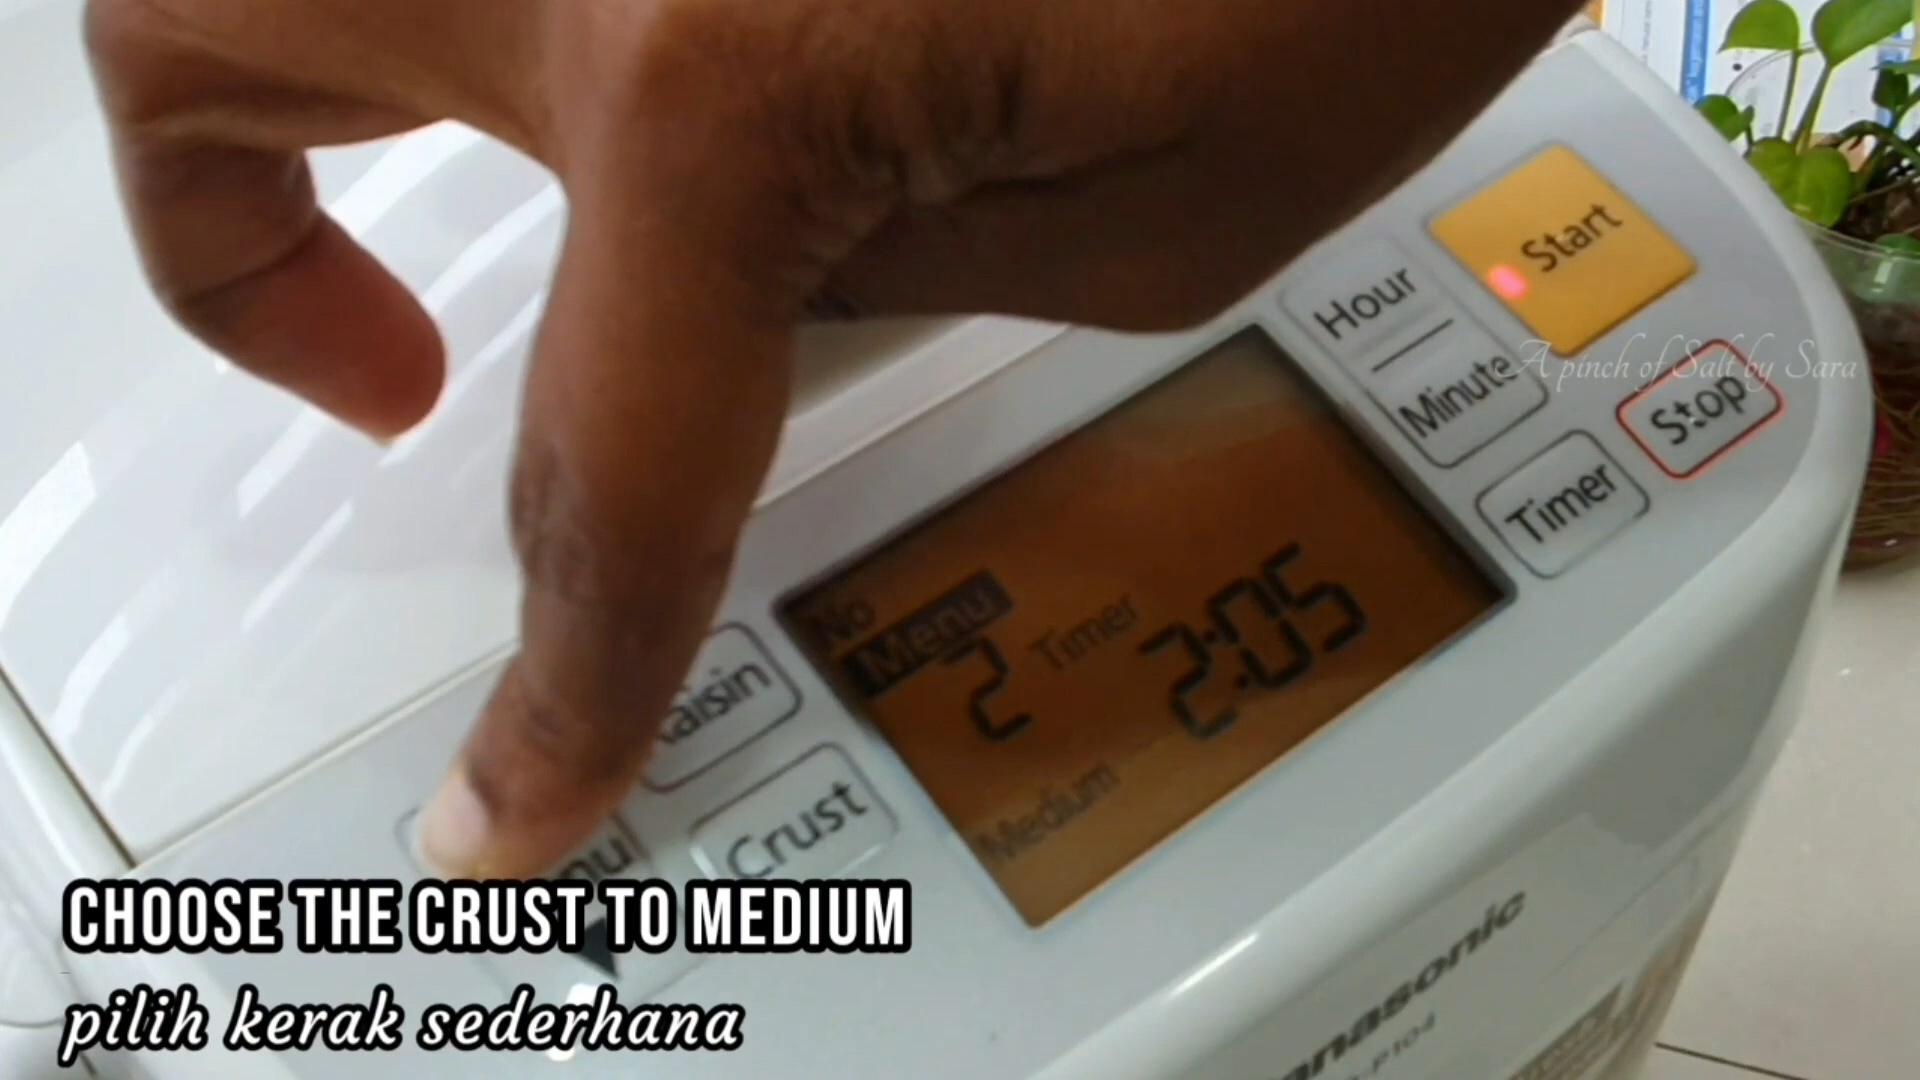 Start
Hour
Minute
A pinch of Salt by Sara
Stop
Timer
No
Menu
2 Timer 2:05
Medium
Crust
CHOOSE THE CRUST TO MEDIUM
pilih kerak sederhana